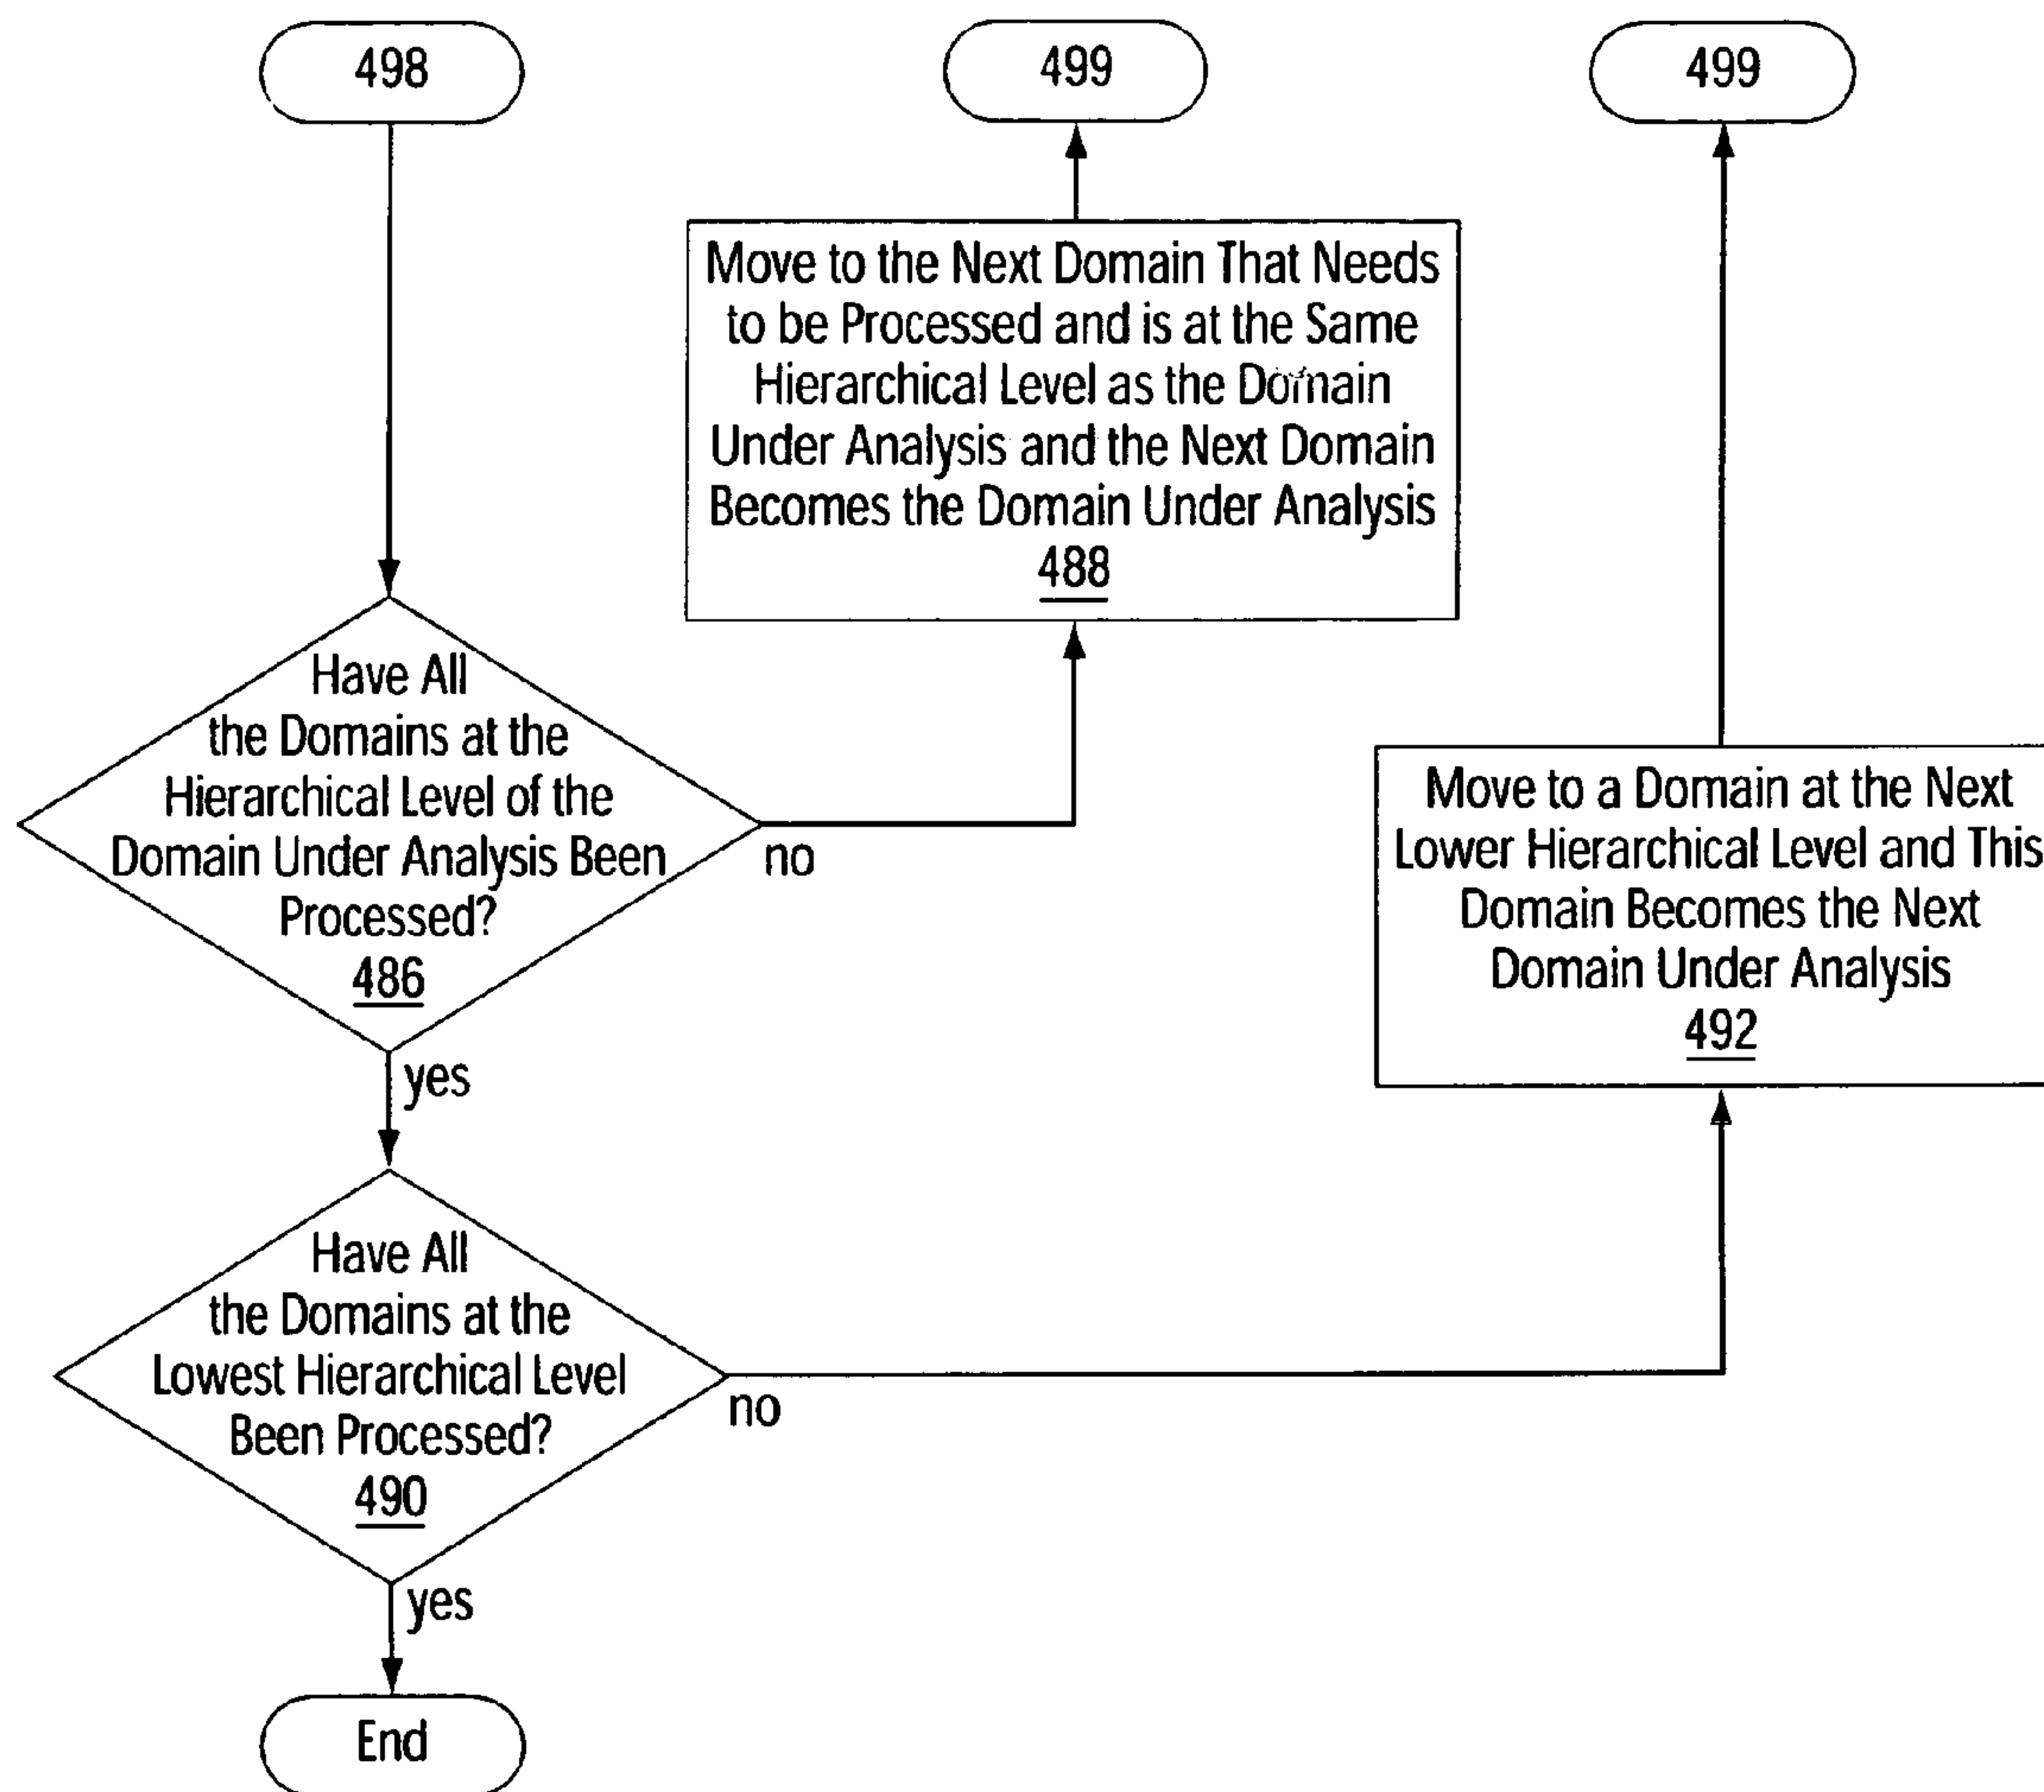 498
499
499
Move to the Next Domain That Needs
to be Processed and is at the Same
Hierarchical Level as the Domain
Under Analysis and the Next Domain
Becomes the Domain Under Analysis
488
Have All
the Domains at the
Hierarchical Level of the
Domain Under Analysis Been
Processed?
486
no
yes
Move to a Domain at the Next
Lower Hierarchical Level and This
Domain Becomes the Next
Domain Under Analysis
492
Have All
the Domains at the
Lowest Hierarchical Level
Been Processed?
490
no
yes
End